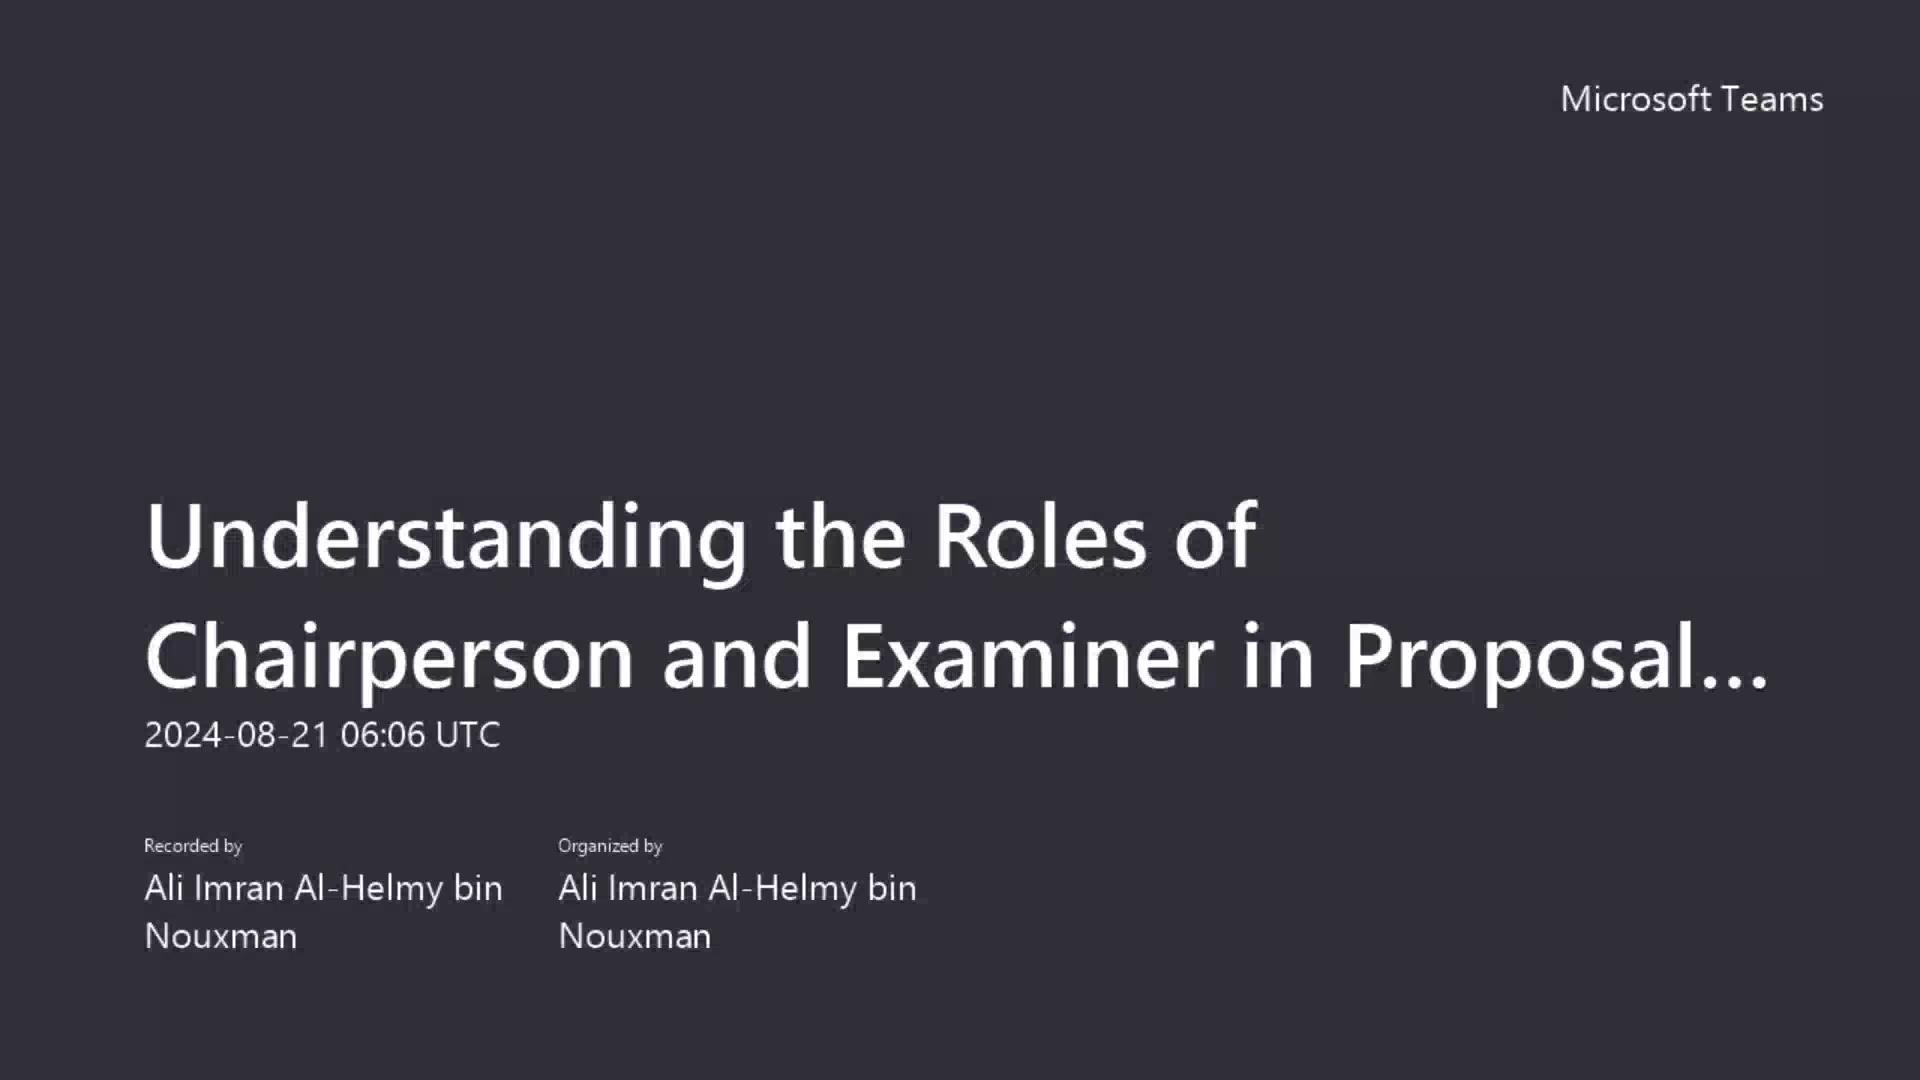 Microsoft Teams
Understanding the Roles of
Chairperson and Examiner in Proposal...
2024-08-21 06:06 UTC
Recorded by
Ali Imran Al-Helmy bin
Nouxman
Organized by
Ali Imran Al-Helmy bin
Nouxman